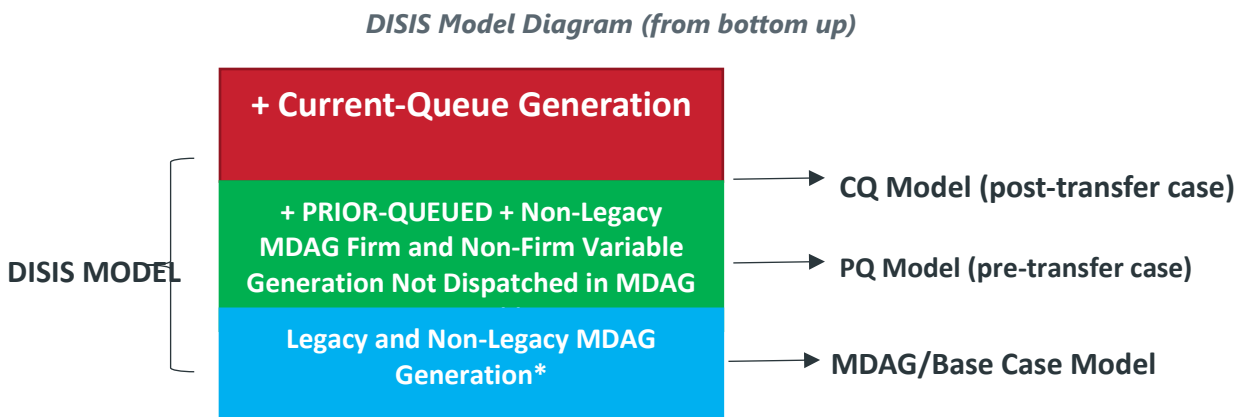 DISIS Model Diagram (from bottom up)
+ Current-Queue Generation
CQ Model (post-transfer case)
+ PRIOR-QUEUED + Non-Legacy
MDAG Firm and Non-Firm Variable
Generation Not Dispatched in MDAG
PQ Model (pre-transfer case)
DISIS MODEL
Legacy and Non-Legacy MDAG
Generation*
MDAG/Base Case Model